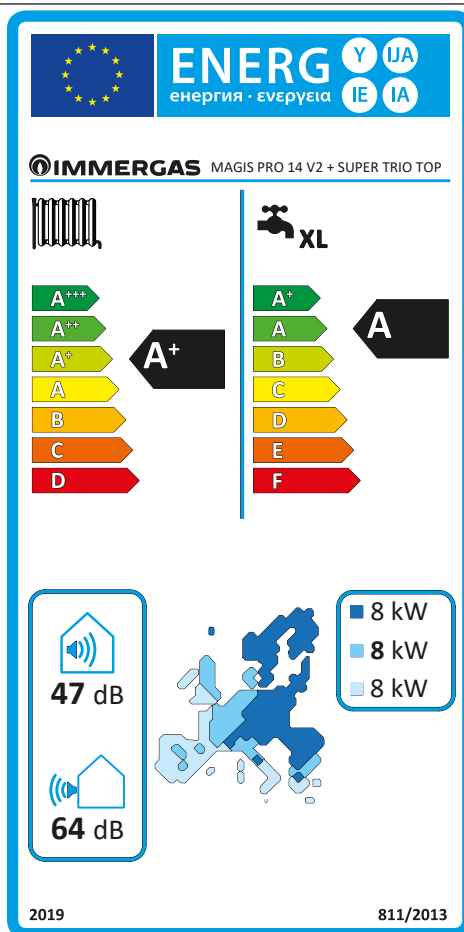 ENERG
Y IJA
енергия · ενεργεια
IE IA
IMMERGAS MAGIS PRO 14 V2 + SUPER TRIO TOP
XL
A+++
A++
A+
A
B
C
D
A+
A+
A
B
C
D
E
F
A
47 dB
64 dB
8 kW
8 kW
8 kW
2019
811/2013